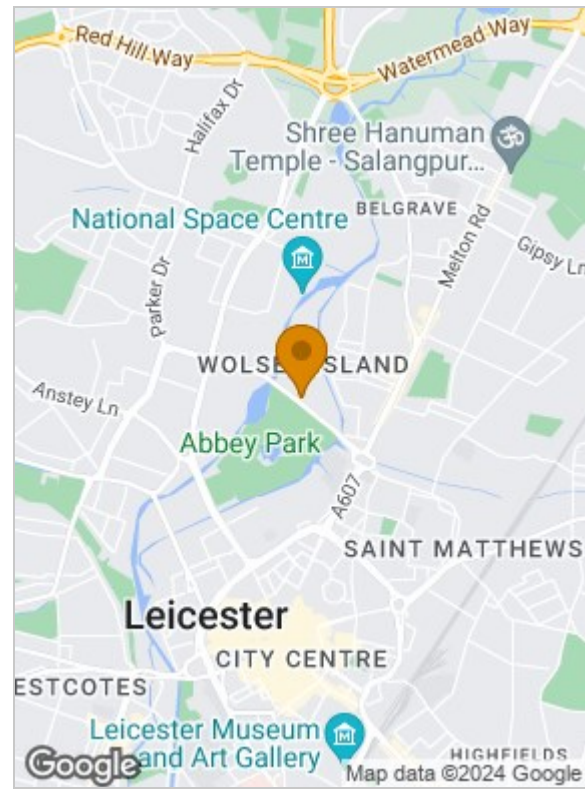 Red Hill Way
Watermead Way
Halifax Dr
Shree Hanuman
Temple - Salangpur...
BELGRAVE
National Space Centre
Melton Rd
Gipsy Ln
Parker Dr
WOLSE ISLAND
Anstey Ln
Abbey Park
A607
SAINT MATTHEWS
Leicester
CITY CENTRE
ESTCOTES
Leicester Museum
and Art Gallery
HIGHFIELDS
Google
Map data ©2024 Google